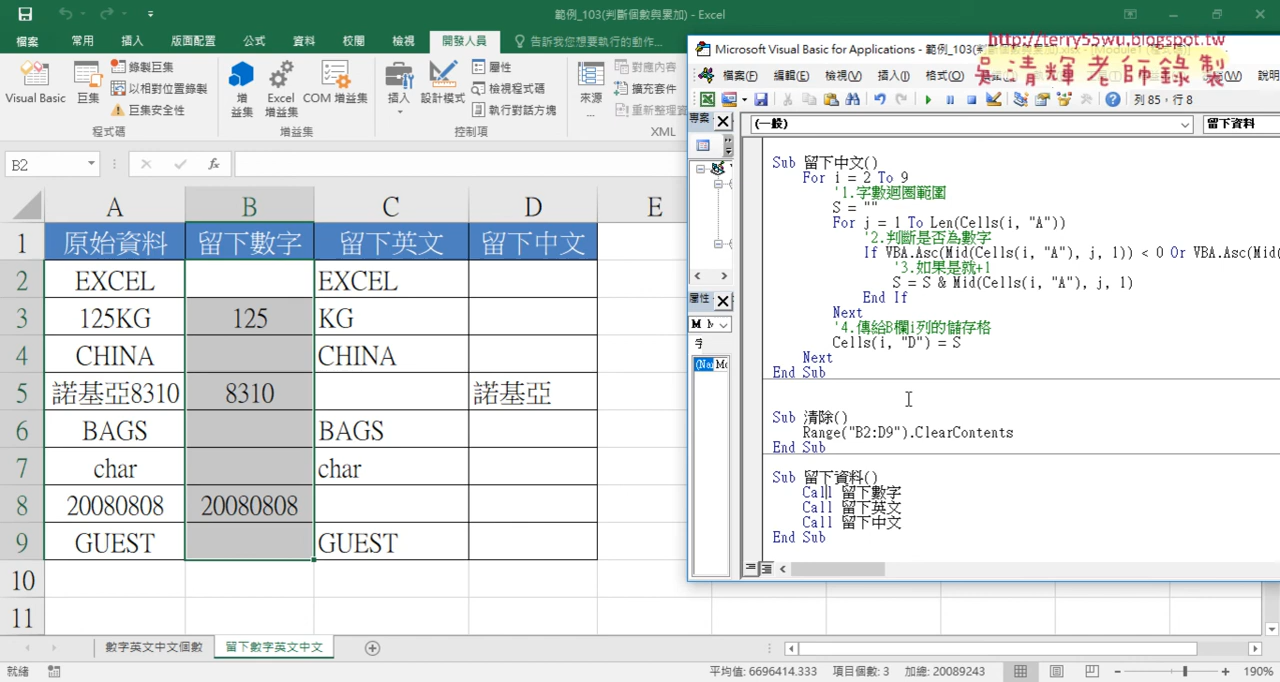 範例_103(判斷個數與累加) - Excel
檔案 常用 插入 版面配置 公式 資料 校閱 檢視 開發人員 告訴我您想要執行的動作...
Visual Basic 巨集 錄製巨集 以相對位置錄製 巨集安全性 程式碼
增益集 Excel 增益集 COM 增益集 增益集
插入 設計模式 屬性 檢視程式碼 執行對話方塊 控制項
來源 對應內容 擴充套件 重新整理 XML
B2 fx
A B C D E
1 原始資料 留下數字 留下英文 留下中文
2 EXCEL EXCEL
3 125KG 125 KG
4 CHINA CHINA
5 諾基亞8310 8310 諾基亞
6 BAGS BAGS
7 char char
8 20080808 20080808
9 GUEST GUEST
10
11
數字英文中文個數 留下數字英文中文
就緒 平均值: 6696414.333 項目個數: 3 加總: 20089243 190%
http://terry55wu.blogspot.tw
吳清輝老師錄製
Microsoft Visual Basic for Applications - 範例_103(判斷個數與累加)
檔案(F) 編輯(E) 檢視(V) 插入(I) 格式(O) 說明
列 85，行 8
專案
屬性
(一般) 留下資料
Sub 留下中文()
For i = 2 To 9
'1.字數迴圈範圍
S = ""
For j = 1 To Len(Cells(i, "A"))
'2.判斷是否為數字
If VBA.Asc(Mid(Cells(i, "A"), j, 1)) < 0 Or VBA.Asc(Mid(
'3.如果是就+1
S = S & Mid(Cells(i, "A"), j, 1)
End If
Next
'4.傳給B欄i列的儲存格
Cells(i, "D") = S
Next
End Sub
Sub 清除()
Range("B2:D9").ClearContents
End Sub
Sub 留下資料()
Call 留下數字
Call 留下英文
Call 留下中文
End Sub